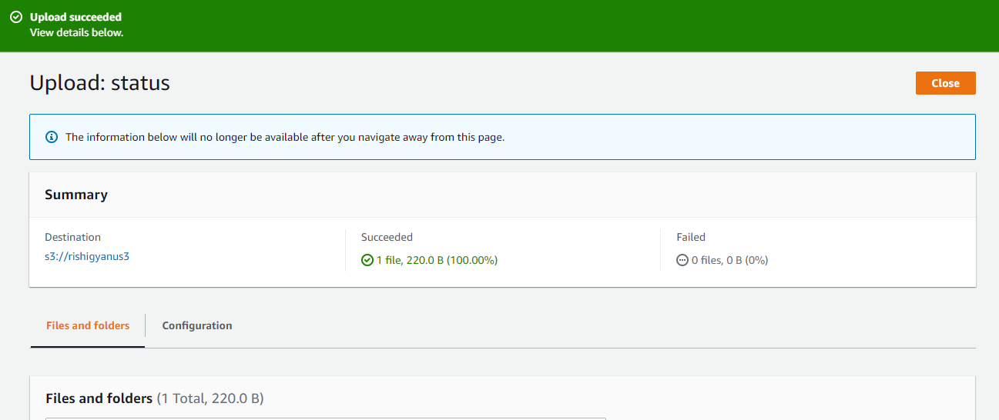 Upload succeeded
View details below.
Upload: status
Close
The information below will no longer be available after you navigate away from this page.
Summary
Destination
s3://rishigyanus3
Succeeded
1 file, 220.0 B (100.00%)
Failed
0 files, 0 B (0%)
Files and folders
Configuration
Files and folders (1 Total, 220.0 B)